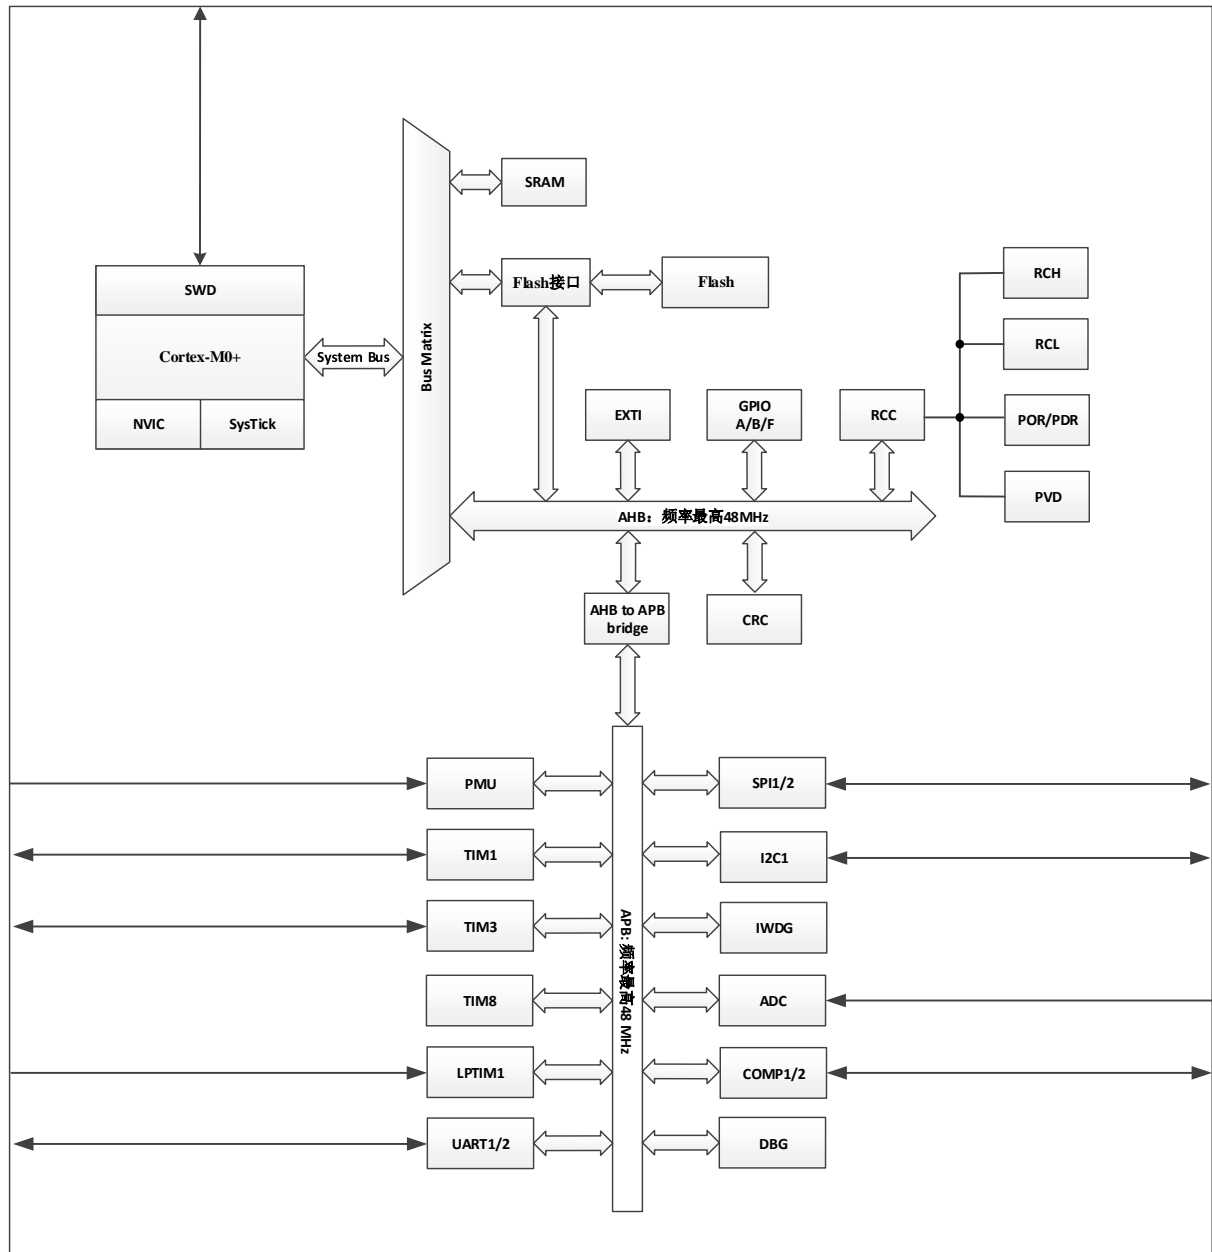 SRAM
RCH
SWD
Flash接口
Flash
RCL
Cortex-M0+
System Bus
Bus Matrix
NVIC
SysTick
EXTI
GPIO
A/B/F
RCC
POR/PDR
PVD
AHB：频率最高48MHz
AHB to APB
bridge
CRC
PMU
SPI1/2
TIM1
I2C1
TIM3
IWDG
APB: 频率最高48 MHz
TIM8
ADC
LPTIM1
COMP1/2
UART1/2
DBG